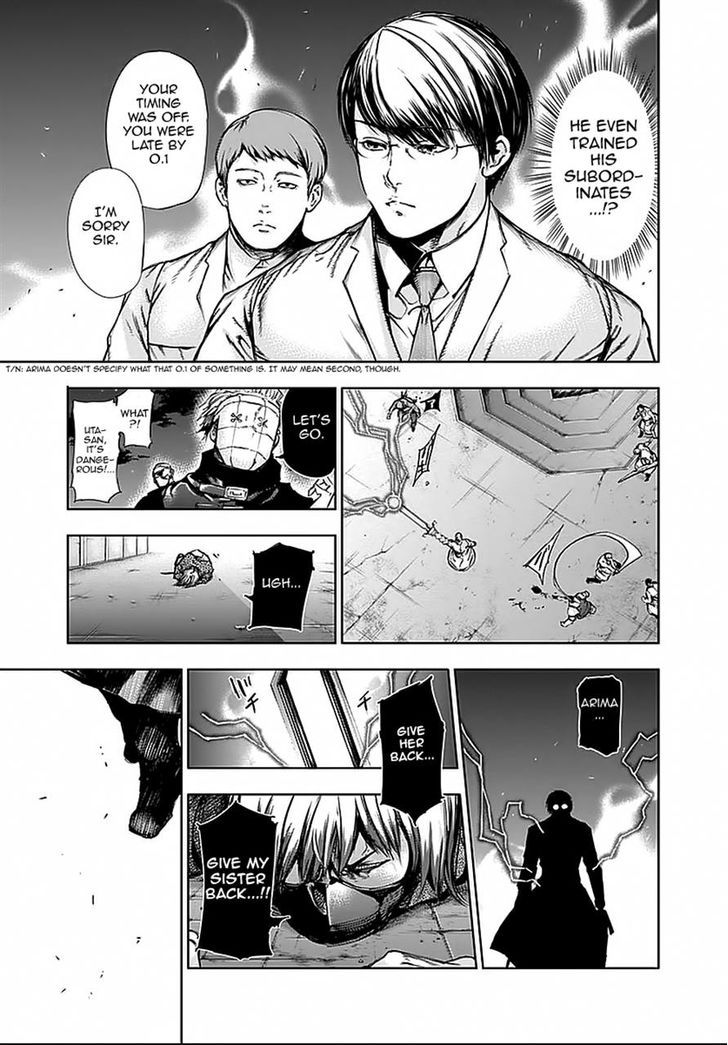 HE EVEN
TRAINED
HIS
SUBORD-
INATES
...!?
YOUR
TIMING
WAS OFF.
YOU WERE
LATE BY
0.1
I'M
SORRY
SIR.
T/N: ARIMA DOESN'T SPECIFY WHAT THAT 0.1 OF SOMETHING IS. IT MAY MEAN SECOND, THOUGH.
LET'S
GO.
WHAT
?!
UTA-
SAN,
IT'S
DANGE-
ROUS!...
UGH...
ARIMA
...
GIVE
HER
BACK...
GIVE MY
SISTER
BACK...!!